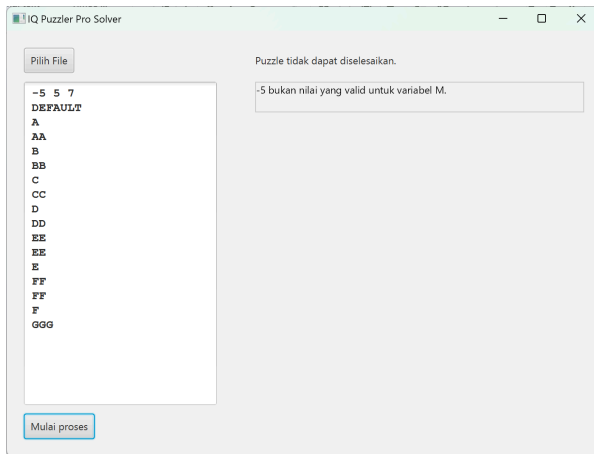 IQ Puzzler Pro Solver
Pilih File
Puzzle tidak dapat diselesaikan.
-5 5 7
DEFAULT
A
AA
B
BB
C
CC
D
DD
EE
EE
E
FF
FF
F
GGG
-5 bukan nilai yang valid untuk variabel M.
Mulai proses